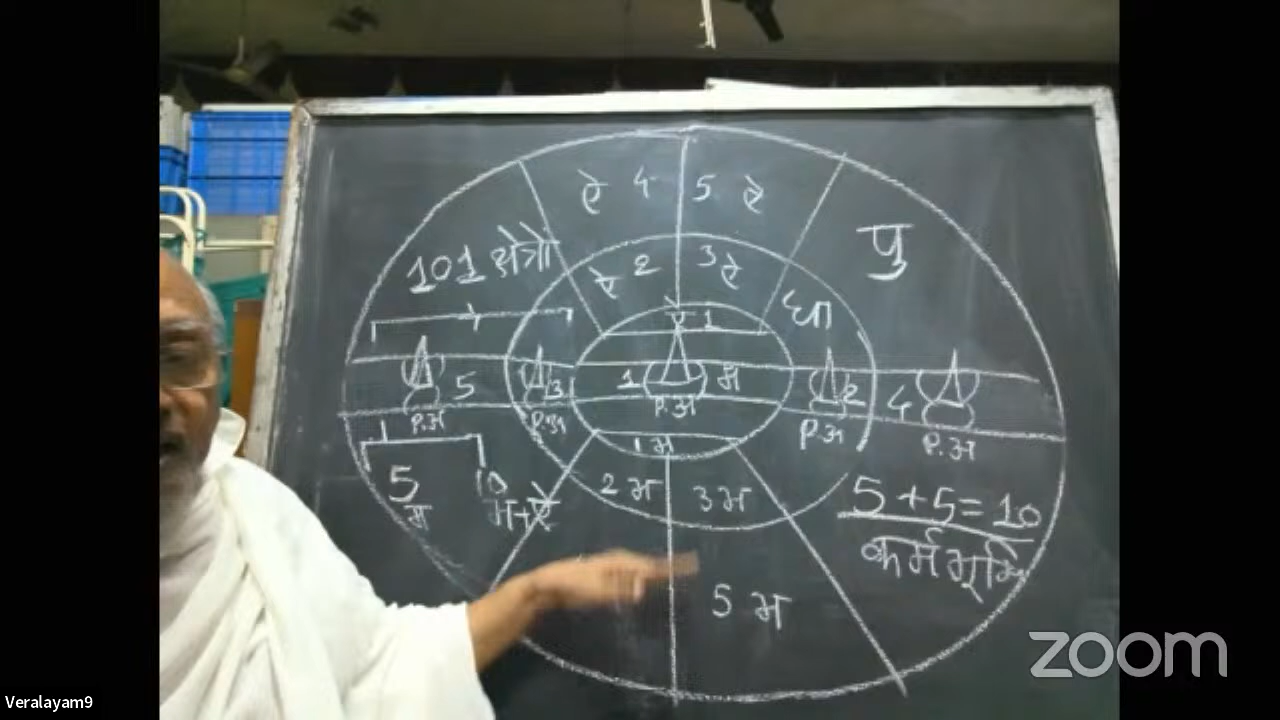 ऐ 4 5 ऐ
पु
101 क्षेत्रो
ऐ 2 3 ऐ
धा
ऐ 1
5 3 1 म 2 4
P.अ P.अ P.अ P.अ P.अ
1 भ
5 10 2 भ 3 भ 5+5=10
म भ+ऐ
कर्म भूमि
5 भ
zoom
Veralayam9